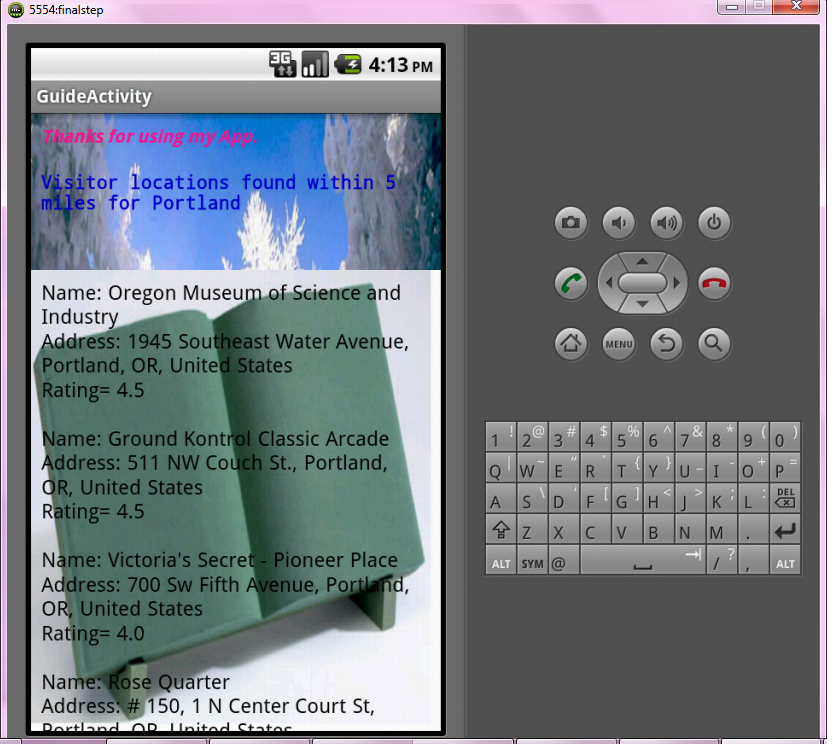 5554:finalstep
3G
4:13 PM
GuideActivity
Thanks for using my App.
Visitor locations found within 5
miles for Portland
Name: Oregon Museum of Science and
Industry
Address: 1945 Southeast Water Avenue,
Portland, OR, United States
Rating= 4.5
Name: Ground Kontrol Classic Arcade
Address: 511 NW Couch St., Portland,
OR, United States
Rating= 4.5
Name: Victoria's Secret - Pioneer Place
Address: 700 Sw Fifth Avenue, Portland,
OR, United States
Rating= 4.0
Name: Rose Quarter
Address: # 150, 1 N Center Court St,
Portland, OR, United States
MENU
1 ! 2 @ 3 # 4 $ 5 % 6 ^ 7 & 8 * 9 ( 0 )
Q | W ~ E " R ` T { Y } U _ I - O + P =
A S \ D ' F [ G ] H < J > K ; L : DEL
Z X C V B N M .
ALT SYM @ / ? , ALT